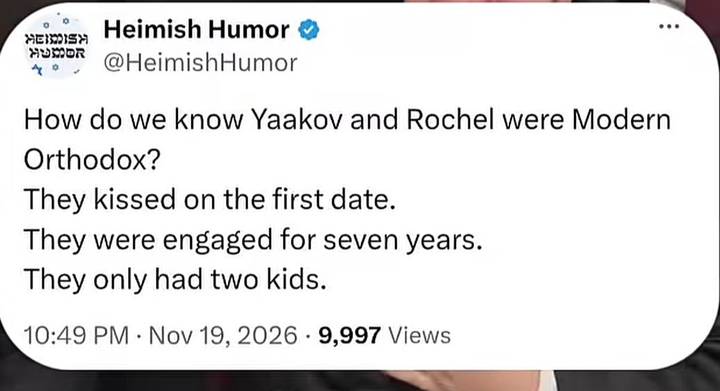 HEIMISH
HUMOR
Heimish Humor
@HeimishHumor
How do we know Yaakov and Rochel were Modern
Orthodox?
They kissed on the first date.
They were engaged for seven years.
They only had two kids.
10:49 PM · Nov 19, 2026 · 9,997 Views